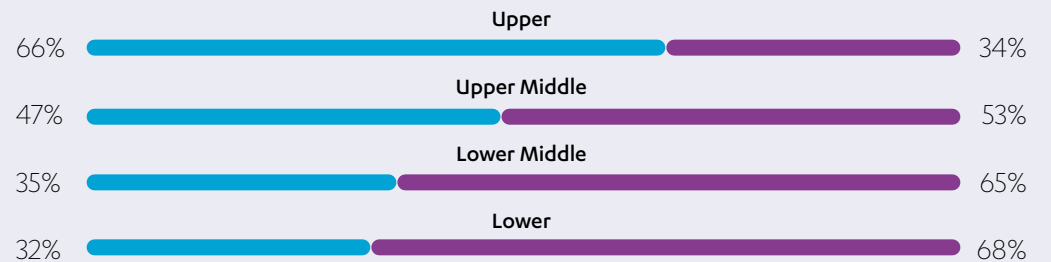 Upper
66% 34%
Upper Middle
47% 53%
Lower Middle
35% 65%
Lower
32% 68%